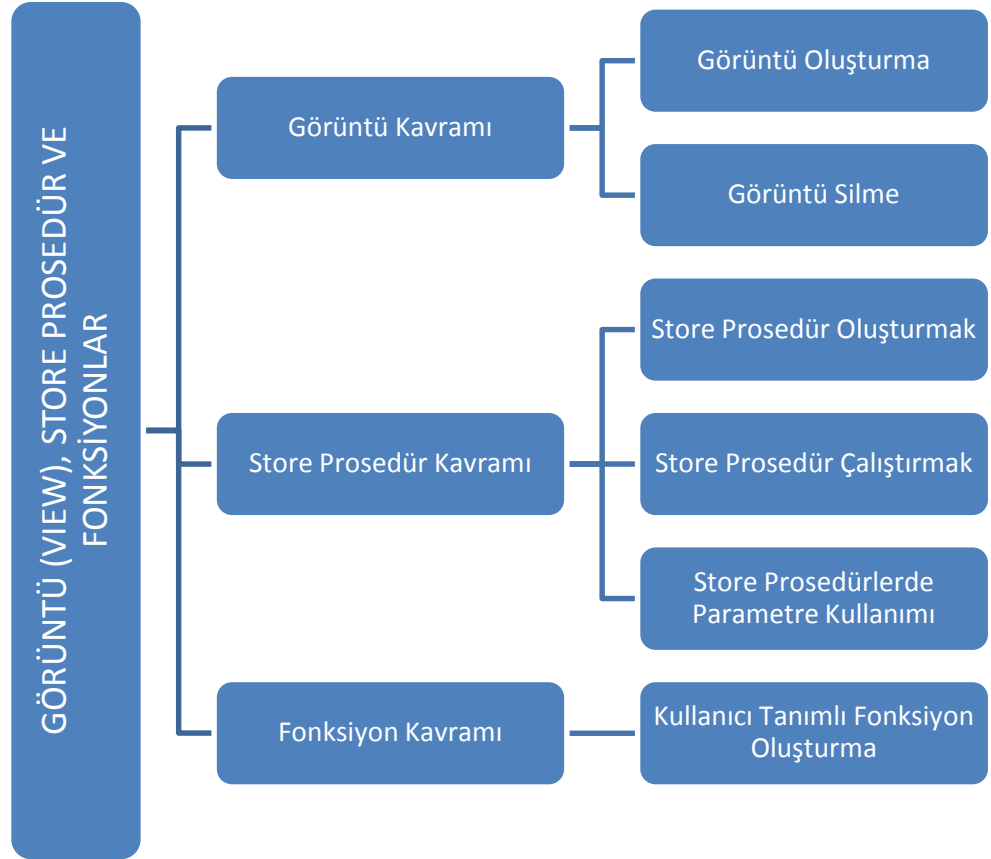 GÖRÜNTÜ (VIEW), STORE PROSEDÜR VE
FONKSİYONLAR
Görüntü Kavramı
Görüntü Oluşturma
Görüntü Silme
Store Prosedür Kavramı
Store Prosedür Oluşturmak
Store Prosedür Çalıştırmak
Store Prosedürlerde
Parametre Kullanımı
Fonksiyon Kavramı
Kullanıcı Tanımlı Fonksiyon
Oluşturma